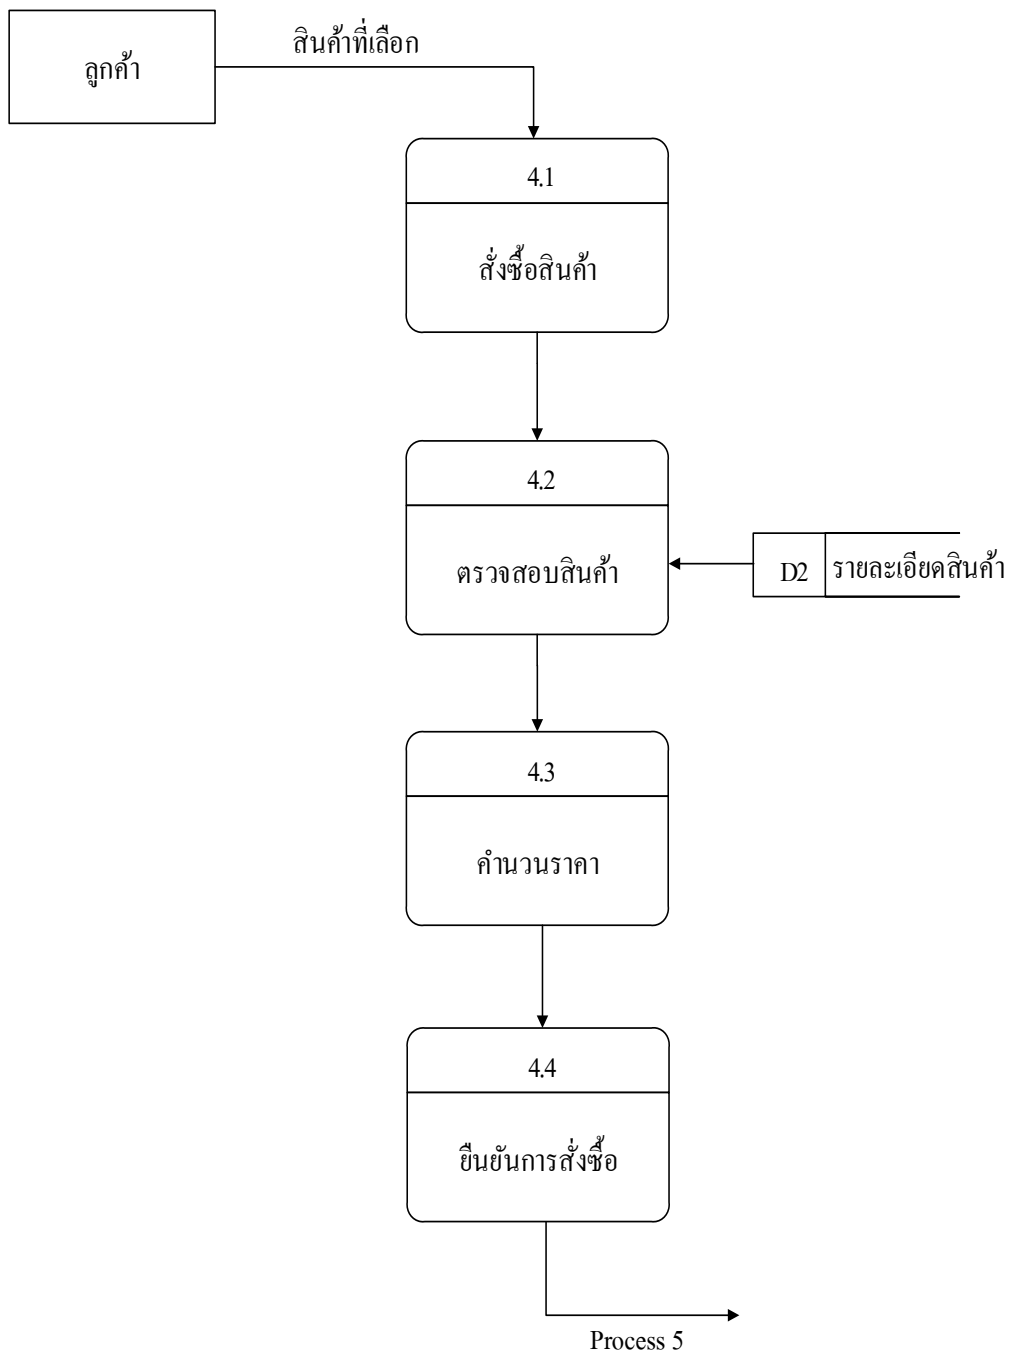 ลูกค้า
สินค้าที่เลือก
4.1
สั่งซื้อสินค้า
4.2
ตรวจสอบสินค้า
D2
รายละเอียดสินค้า
4.3
คำนวนราคา
4.4
ยืนยันการสั่งซื้อ
Process 5